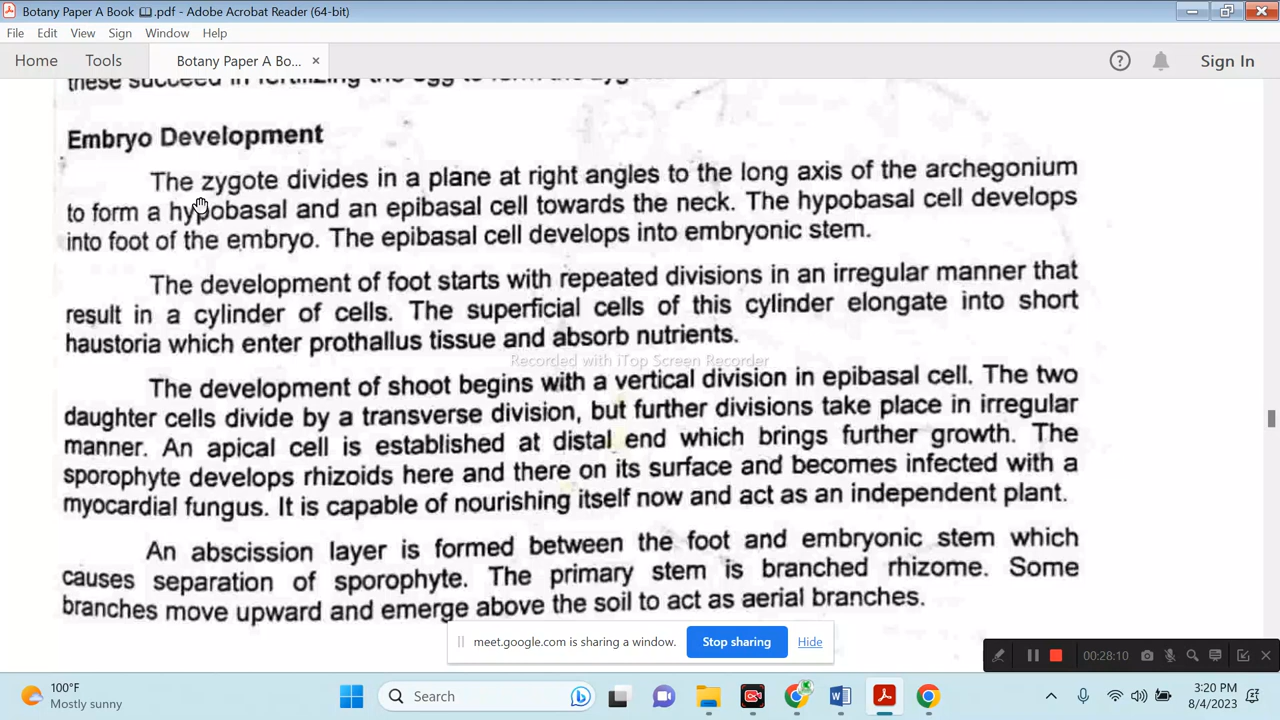 Botany Paper A Book .pdf - Adobe Acrobat Reader (64-bit)
File Edit View Sign Window Help
Home Tools Botany Paper A Bo... × Sign In
these succeed in fertilizing the egg to form the
Embryo Development
The zygote divides in a plane at right angles to the long axis of the archegonium
to form a hypobasal and an epibasal cell towards the neck. The hypobasal cell develops
into foot of the embryo. The epibasal cell develops into embryonic stem.
The development of foot starts with repeated divisions in an irregular manner that
result in a cylinder of cells. The superficial cells of this cylinder elongate into short
haustoria which enter prothallus tissue and absorb nutrients.
Recorded with iTop Screen Recorder
The development of shoot begins with a vertical division in epibasal cell. The two
daughter cells divide by a transverse division, but further divisions take place in irregular
manner. An apical cell is established at distal end which brings further growth. The
sporophyte develops rhizoids here and there on its surface and becomes infected with a
myocardial fungus. It is capable of nourishing itself now and act as an independent plant.
An abscission layer is formed between the foot and embryonic stem which
causes separation of sporophyte. The primary stem is branched rhizome. Some
branches move upward and emerge above the soil to act as aerial branches.
meet.google.com is sharing a window. Stop sharing Hide
00:28:10
100°F
Mostly sunny
Search
3:20 PM
8/4/2023